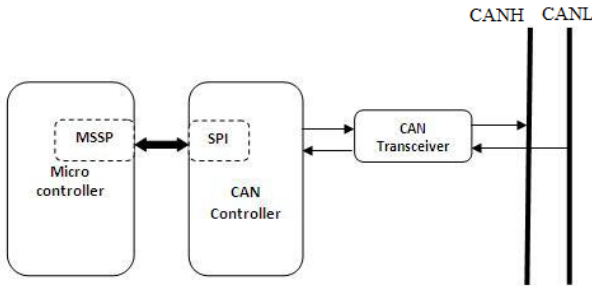 CANH CANL
MSSP
Micro
controller
SPI
CAN
Controller
CAN
Transceiver